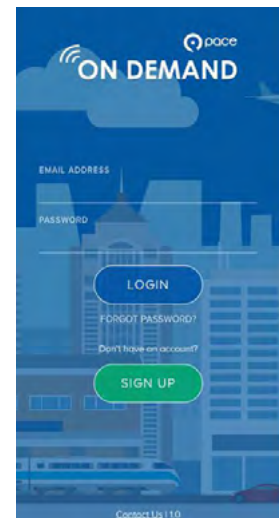 pace
ON DEMAND
EMAIL ADDRESS
PASSWORD
LOGIN
FORGOT PASSWORD?
Don't have an account?
SIGN UP
Contact Us | 1.0